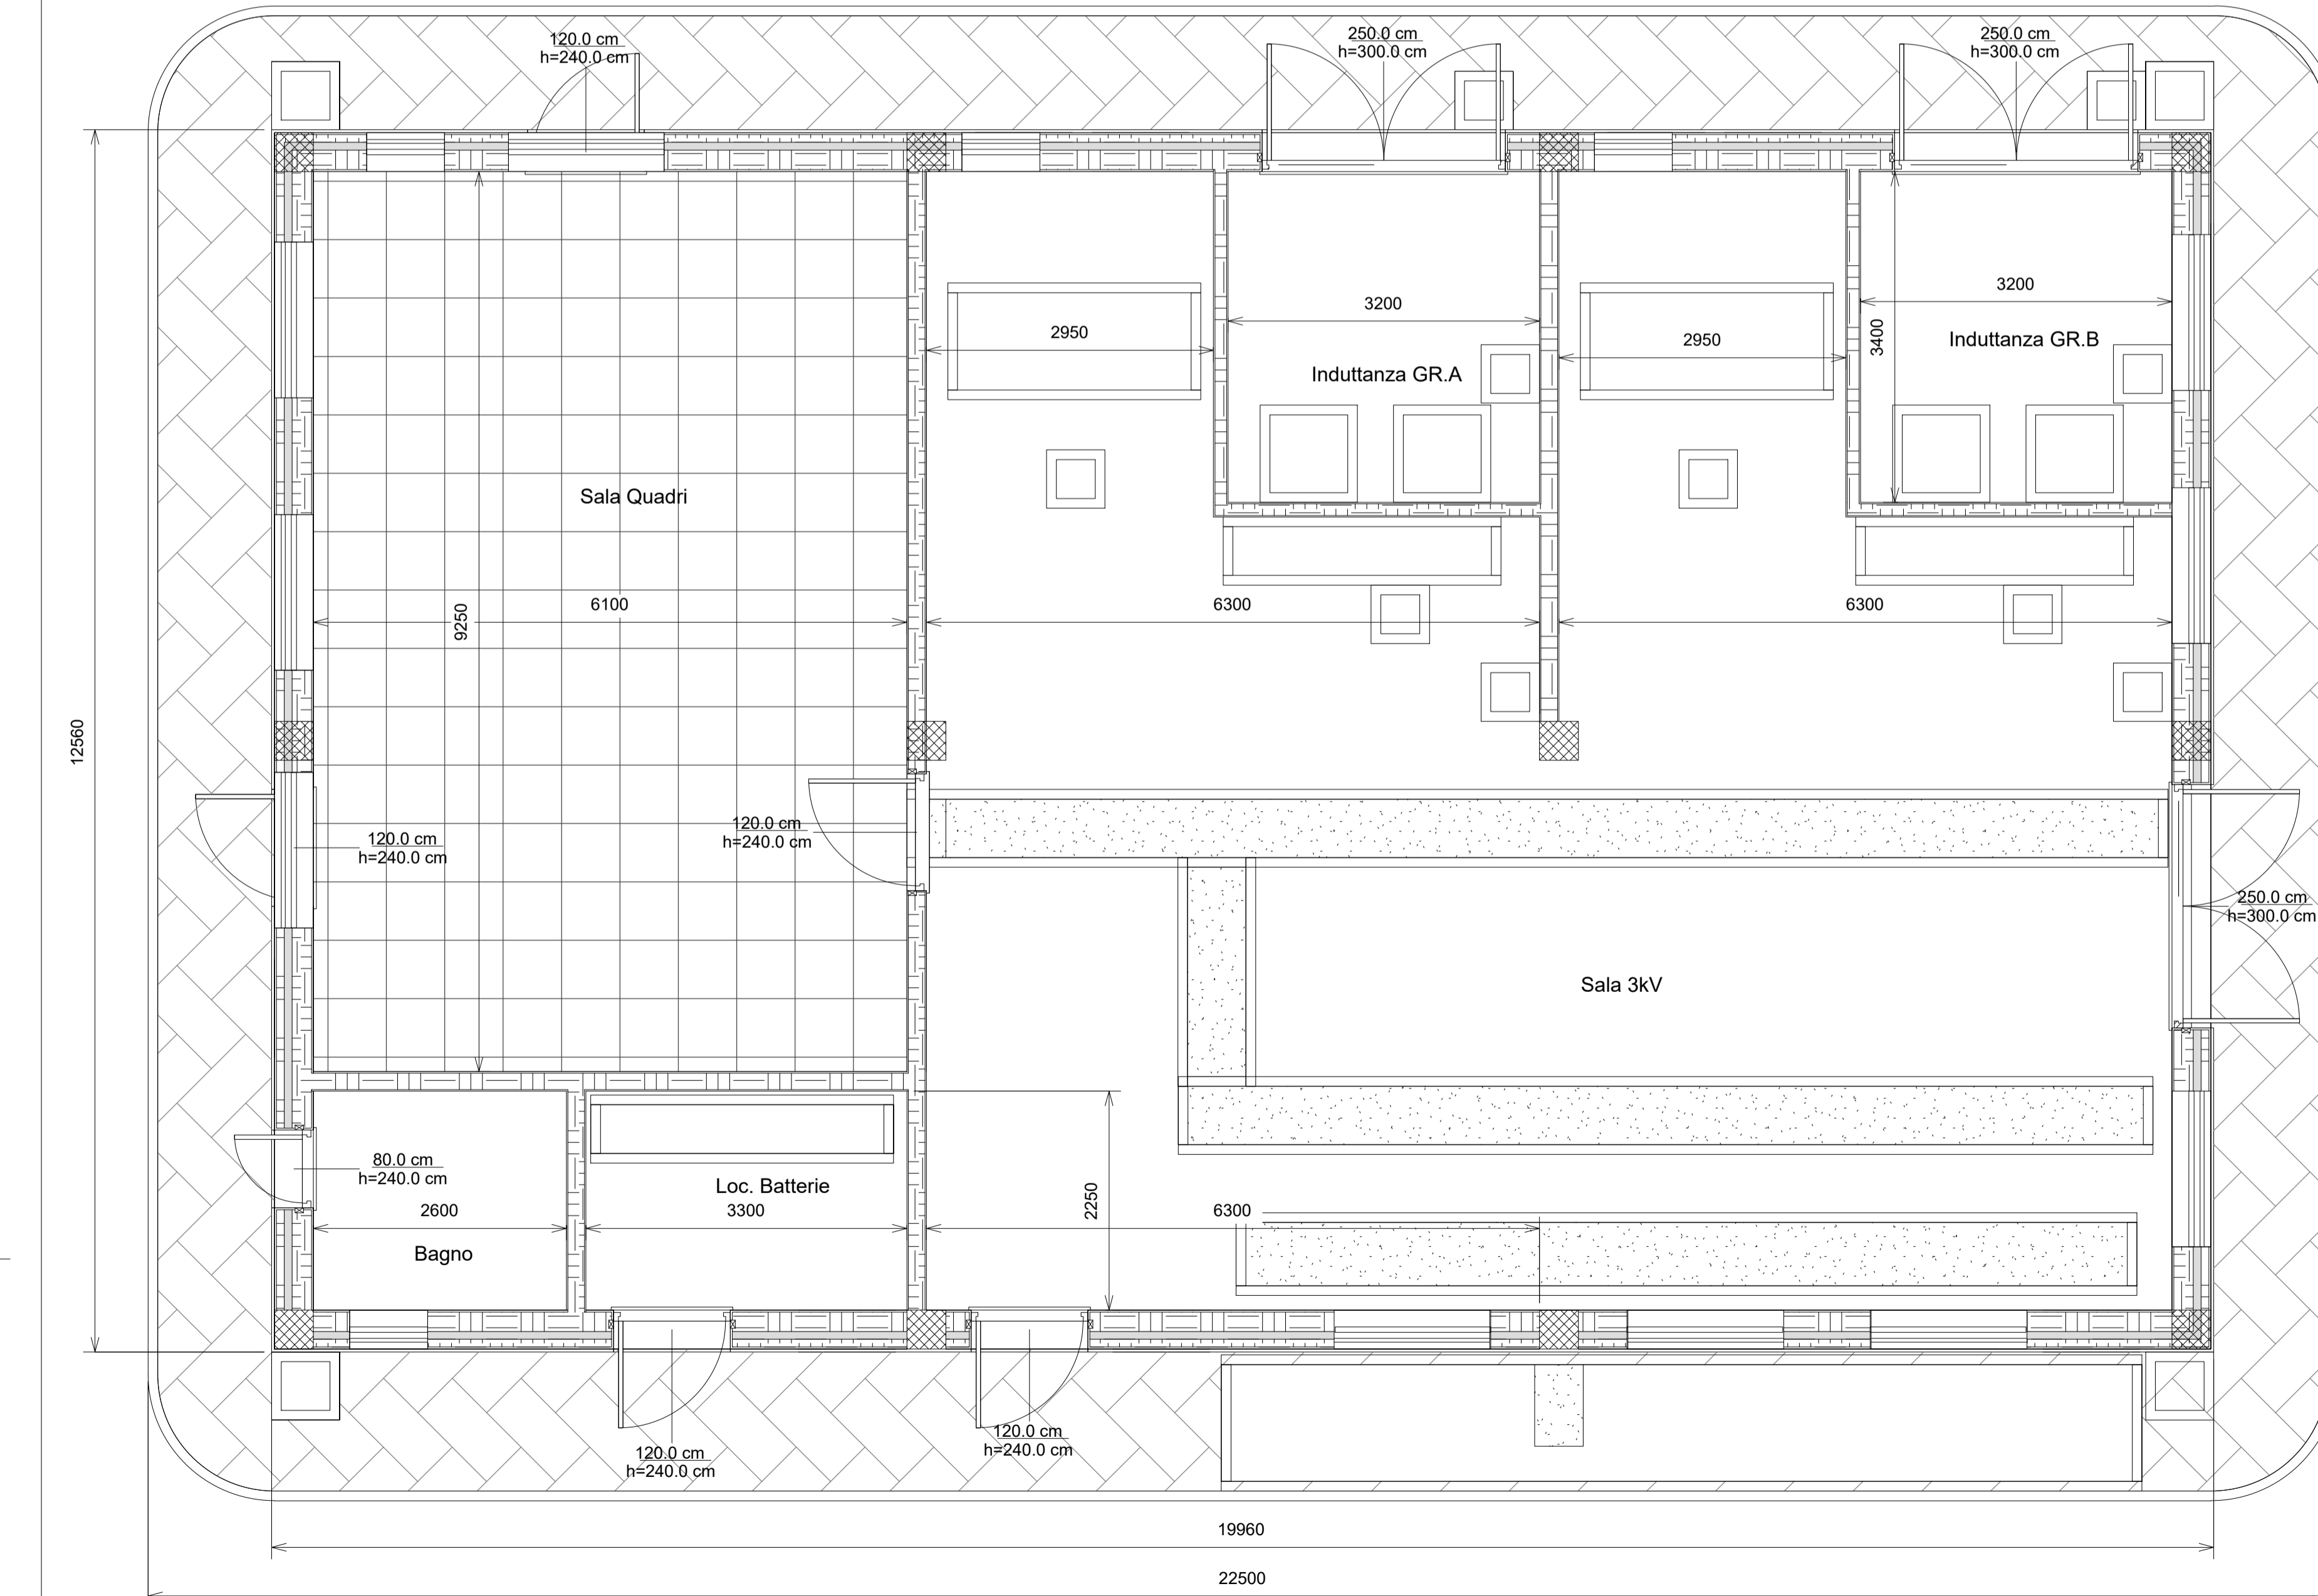 120.0 cm
h=240.0 cm
250.0 cm
h=300.0 cm
250.0 cm
h=300.0 cm
3200
3200
2950
2950
3400
Induttanza GR.A
Induttanza GR.B
Sala Quadri
6100
9250
6300
6300
12560
120.0 cm
h=240.0 cm
120.0 cm
h=240.0 cm
250.0 cm
h=300.0 cm
Sala 3kV
80.0 cm
h=240.0 cm
2600
Bagno
Loc. Batterie
3300
2250
6300
120.0 cm
h=240.0 cm
120.0 cm
h=240.0 cm
19960
22500